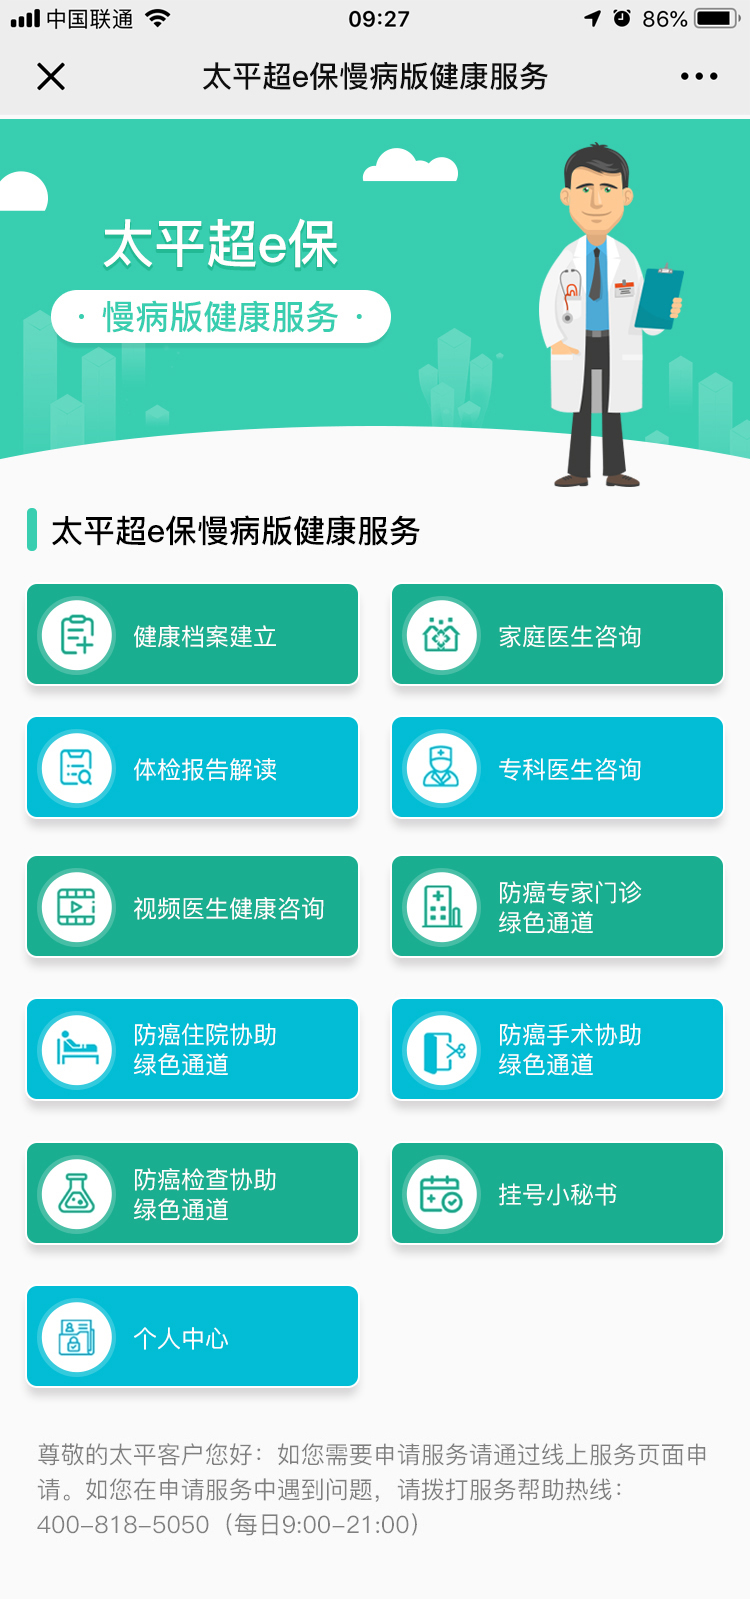 中国联通
09:27
86%
太平超e保慢病版健康服务
太平超e保
· 慢病版健康服务 ·
太平超e保慢病版健康服务
健康档案建立
家庭医生咨询
体检报告解读
专科医生咨询
视频医生健康咨询
防癌专家门诊
绿色通道
防癌住院协助
绿色通道
防癌手术协助
绿色通道
防癌检查协助
绿色通道
挂号小秘书
个人中心
尊敬的太平客户您好：如您需要申请服务请通过线上服务页面申
请。如您在申请服务中遇到问题，请拨打服务帮助热线：
400-818-5050（每日9:00-21:00）